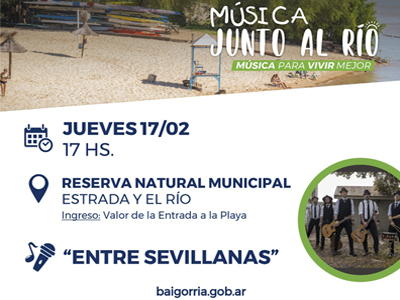 MÚSICA
JUNTO AL RÍO
MÚSICA PARA VIVIR MEJOR
JUEVES 17/02
17 HS.
RESERVA NATURAL MUNICIPAL
ESTRADA Y EL RÍO
Ingreso: Valor de la Entrada a la Playa
“ENTRE SEVILLANAS”
baigorria.gob.ar